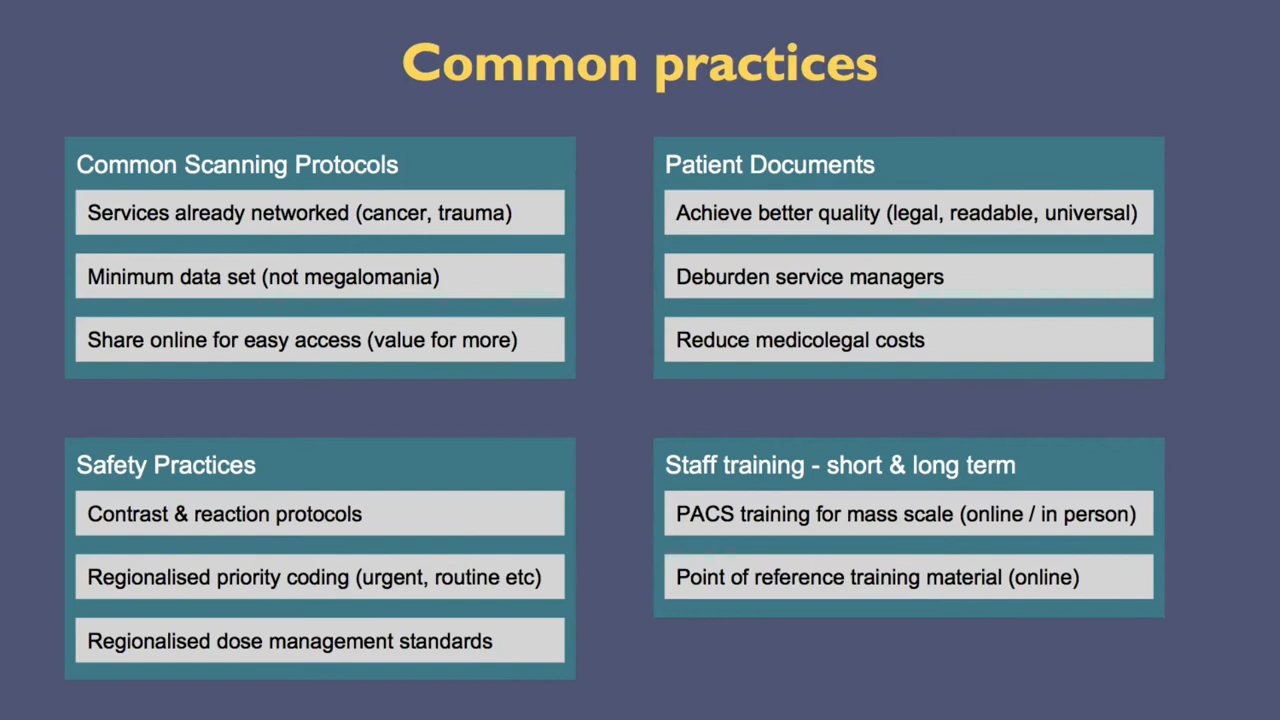 Common practices
Common Scanning Protocols
Services already networked (cancer, trauma)
Minimum data set (not megalomania)
Share online for easy access (value for more)
Patient Documents
Achieve better quality (legal, readable, universal)
Deburden service managers
Reduce medicolegal costs
Safety Practices
Contrast & reaction protocols
Regionalised priority coding (urgent, routine etc)
Regionalised dose management standards
Staff training - short & long term
PACS training for mass scale (online / in person)
Point of reference training material (online)